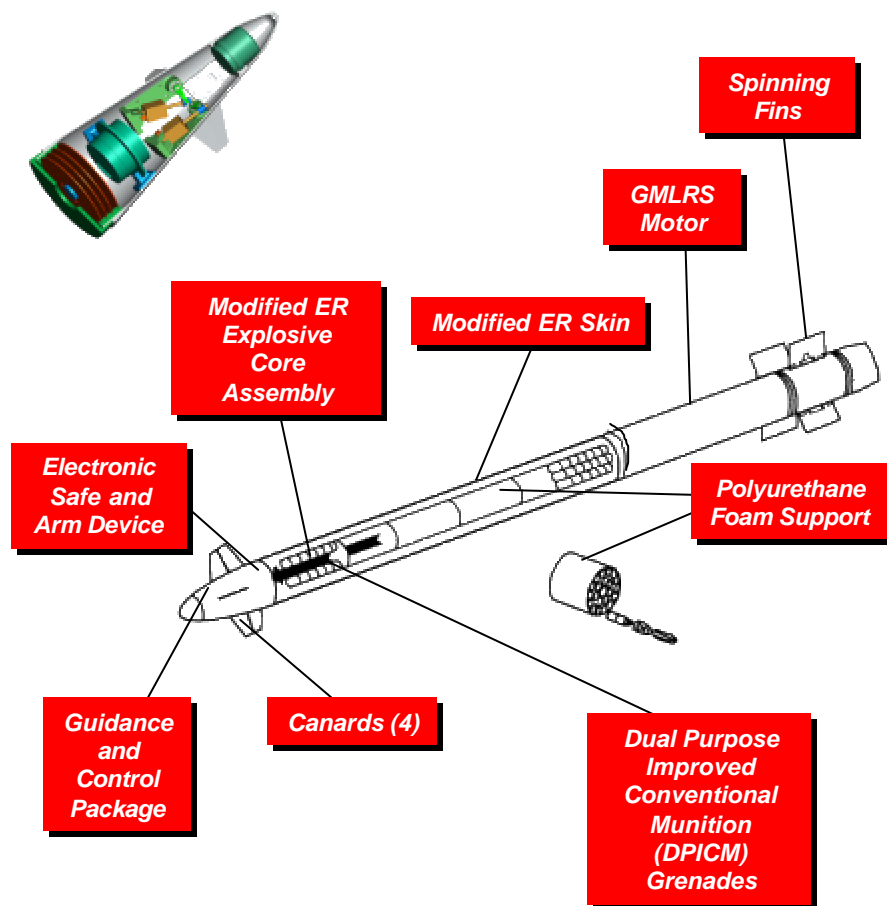 Spinning
Fins
GMLRS
Motor
Modified ER
Explosive
Core
Assembly
Modified ER Skin
Electronic
Safe and
Arm Device
Polyurethane
Foam Support
Guidance
and
Control
Package
Canards (4)
Dual Purpose
Improved
Conventional
Munition
(DPICM)
Grenades